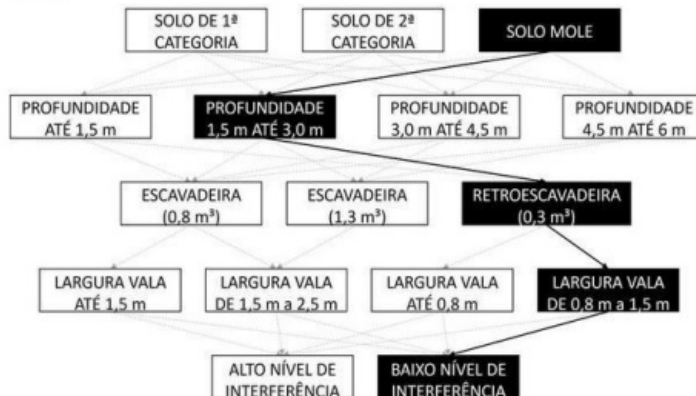 SOLO DE 1ª
CATEGORIA
SOLO DE 2ª
CATEGORIA
SOLO MOLE
PROFUNDIDADE
ATÉ 1,5 m
PROFUNDIDADE
1,5 m ATÉ 3,0 m
PROFUNDIDADE
3,0 m ATÉ 4,5 m
PROFUNDIDADE
4,5 m ATÉ 6 m
ESCAVADEIRA
(0,8 m³)
ESCAVADEIRA
(1,3 m³)
RETROESCAVADEIRA
(0,3 m³)
LARGURA VALA
ATÉ 1,5 m
LARGURA VALA
DE 1,5 m a 2,5 m
LARGURA VALA
ATÉ 0,8 m
LARGURA VALA
DE 0,8 m a 1,5 m
ALTO NÍVEL DE
INTERFERÊNCIA
BAIXO NÍVEL DE
INTERFERÊNCIA